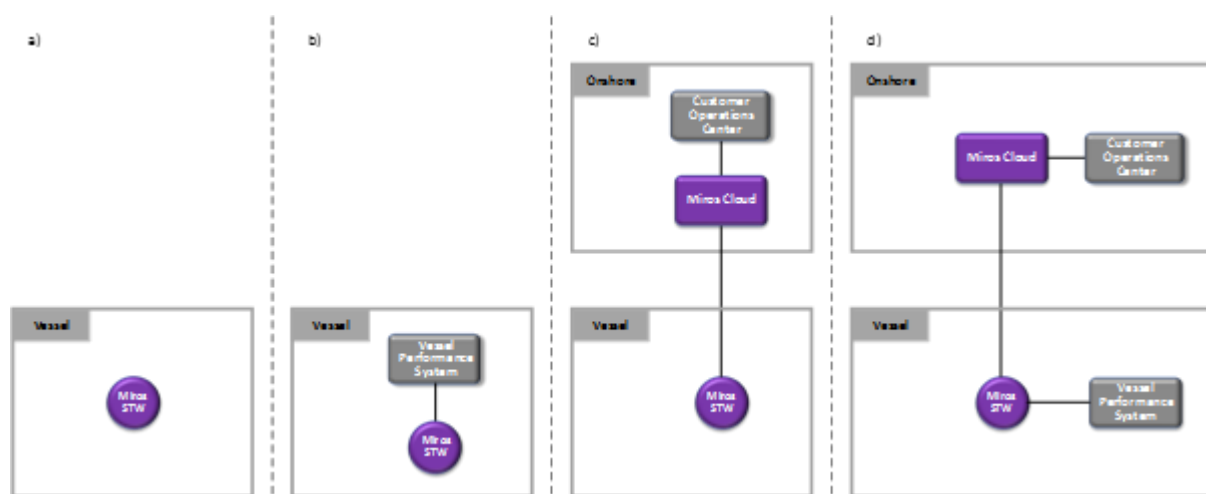 a)
b)
c)
d)
Onshore
Customer
Operations
Center
Miros Cloud
Onshore
Miros Cloud
Customer
Operations
Center
Vessel
Miros
STW
Vessel
Vessel
Performance
System
Miros
STW
Vessel
Miros
STW
Vessel
Miros
STW
Vessel
Performance
System